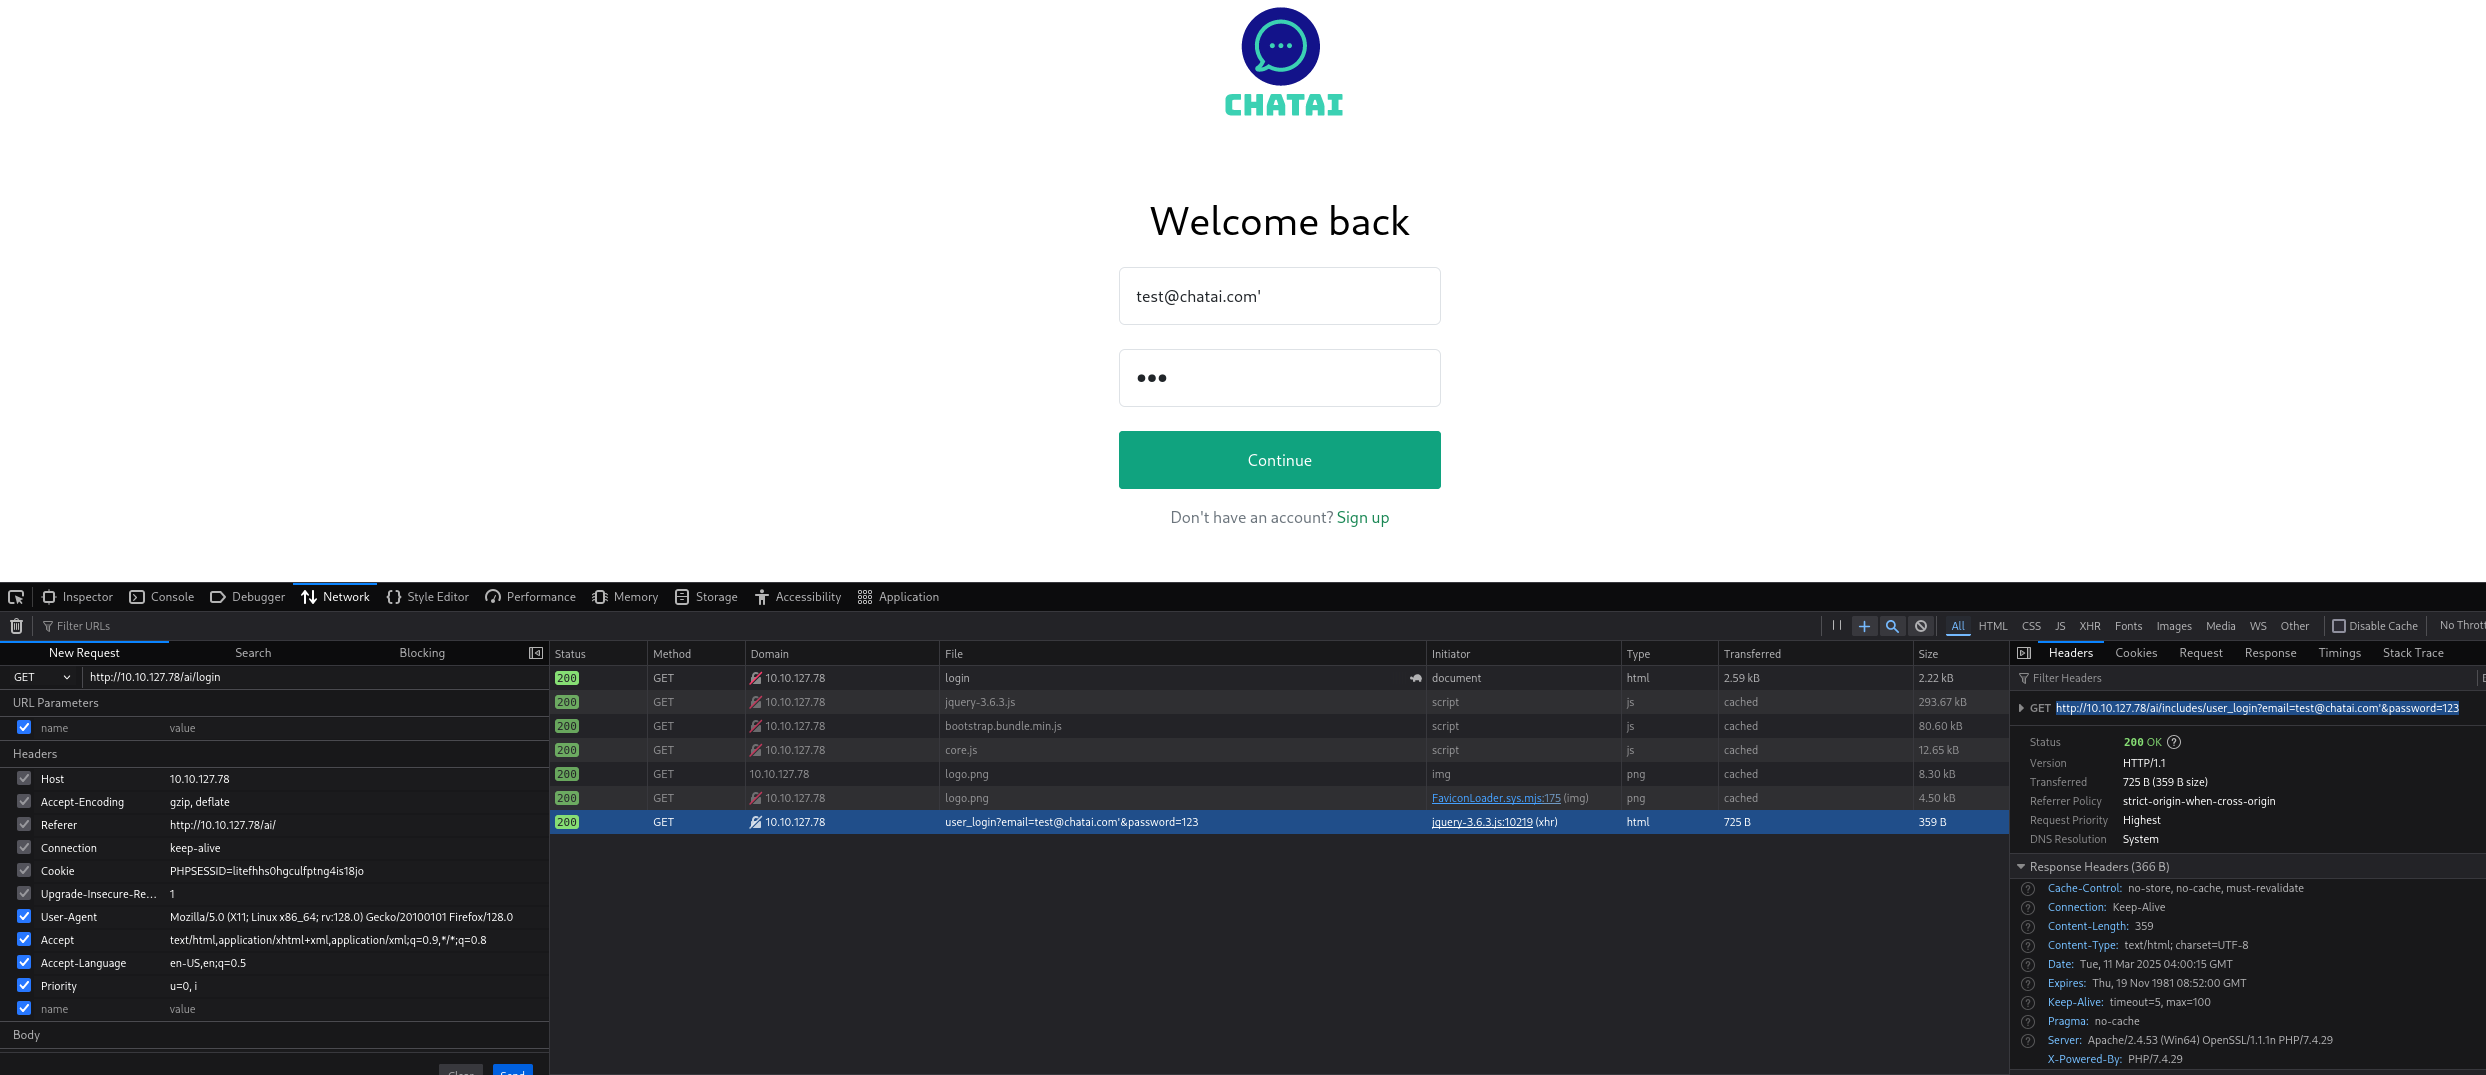 CHATAI
Welcome back
test@chatai.com'
Continue
Don't have an account? Sign up
Inspector Console Debugger Network Style Editor Performance Memory Storage Accessibility Application
Filter URLs All HTML CSS JS XHR Fonts Images Media WS Other Disable Cache
New Request Search Blocking
GET http://10.10.127.78/ai/login
URL Parameters
name value
Headers
Host 10.10.127.78
Accept-Encoding gzip, deflate
Referer http://10.10.127.78/ai/
Connection keep-alive
Cookie PHPSESSID=litefhhs0hgculfptng4is18jo
Upgrade-Insecure-Re... 1
User-Agent Mozilla/5.0 (X11; Linux x86_64; rv:128.0) Gecko/20100101 Firefox/128.0
Accept text/html,application/xhtml+xml,application/xml;q=0.9,*/*;q=0.8
Accept-Language en-US,en;q=0.5
Priority u=0, i
name value
Body
Status Method Domain File Initiator Type Transferred Size
200 GET 10.10.127.78 login document html 2.59 kB 2.22 kB
200 GET 10.10.127.78 jquery-3.6.3.js script js cached 293.67 kB
200 GET 10.10.127.78 bootstrap.bundle.min.js script js cached 80.60 kB
200 GET 10.10.127.78 core.js script js cached 12.65 kB
200 GET 10.10.127.78 logo.png img png cached 8.30 kB
200 GET 10.10.127.78 logo.png FaviconLoader.sys.mjs:175 (img) png cached 4.50 kB
200 GET 10.10.127.78 user_login?email=test@chatai.com'&password=123 jquery-3.6.3.js:10219 (xhr) html 725 B 359 B
Headers Cookies Request Response Timings Stack Trace
Filter Headers
GET http://10.10.127.78/ai/includes/user_login?email=test@chatai.com'&password=123
Status 200 OK
Version HTTP/1.1
Transferred 725 B (359 B size)
Referrer Policy strict-origin-when-cross-origin
Request Priority Highest
DNS Resolution System
Response Headers (366 B)
Cache-Control: no-store, no-cache, must-revalidate
Connection: Keep-Alive
Content-Length: 359
Content-Type: text/html; charset=UTF-8
Date: Tue, 11 Mar 2025 04:00:15 GMT
Expires: Thu, 19 Nov 1981 08:52:00 GMT
Keep-Alive: timeout=5, max=100
Pragma: no-cache
Server: Apache/2.4.53 (Win64) OpenSSL/1.1.1n PHP/7.4.29
X-Powered-By: PHP/7.4.29